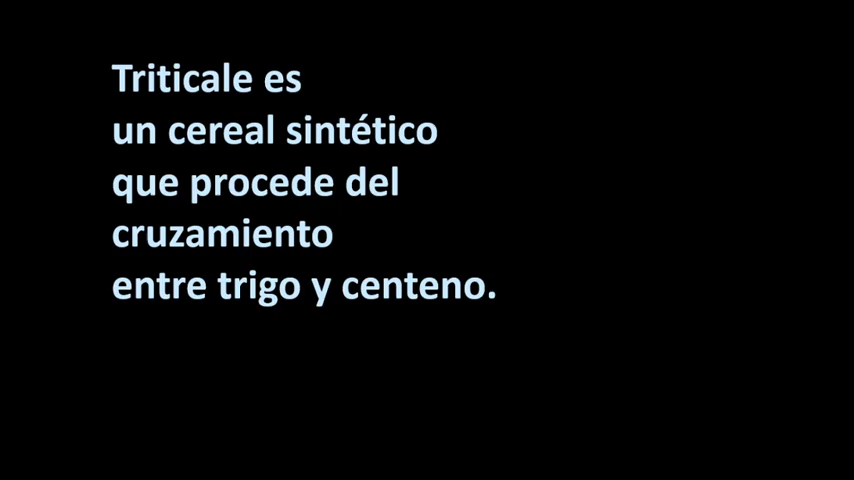 Triticale es
un cereal sintético
que procede del
cruzamiento
entre trigo y centeno.